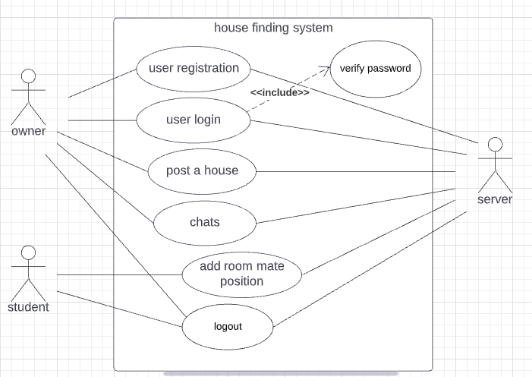 house finding system
user registration
verify password
<<include>>
user login
owner
post a house
server
chats
add room mate
position
student
logout